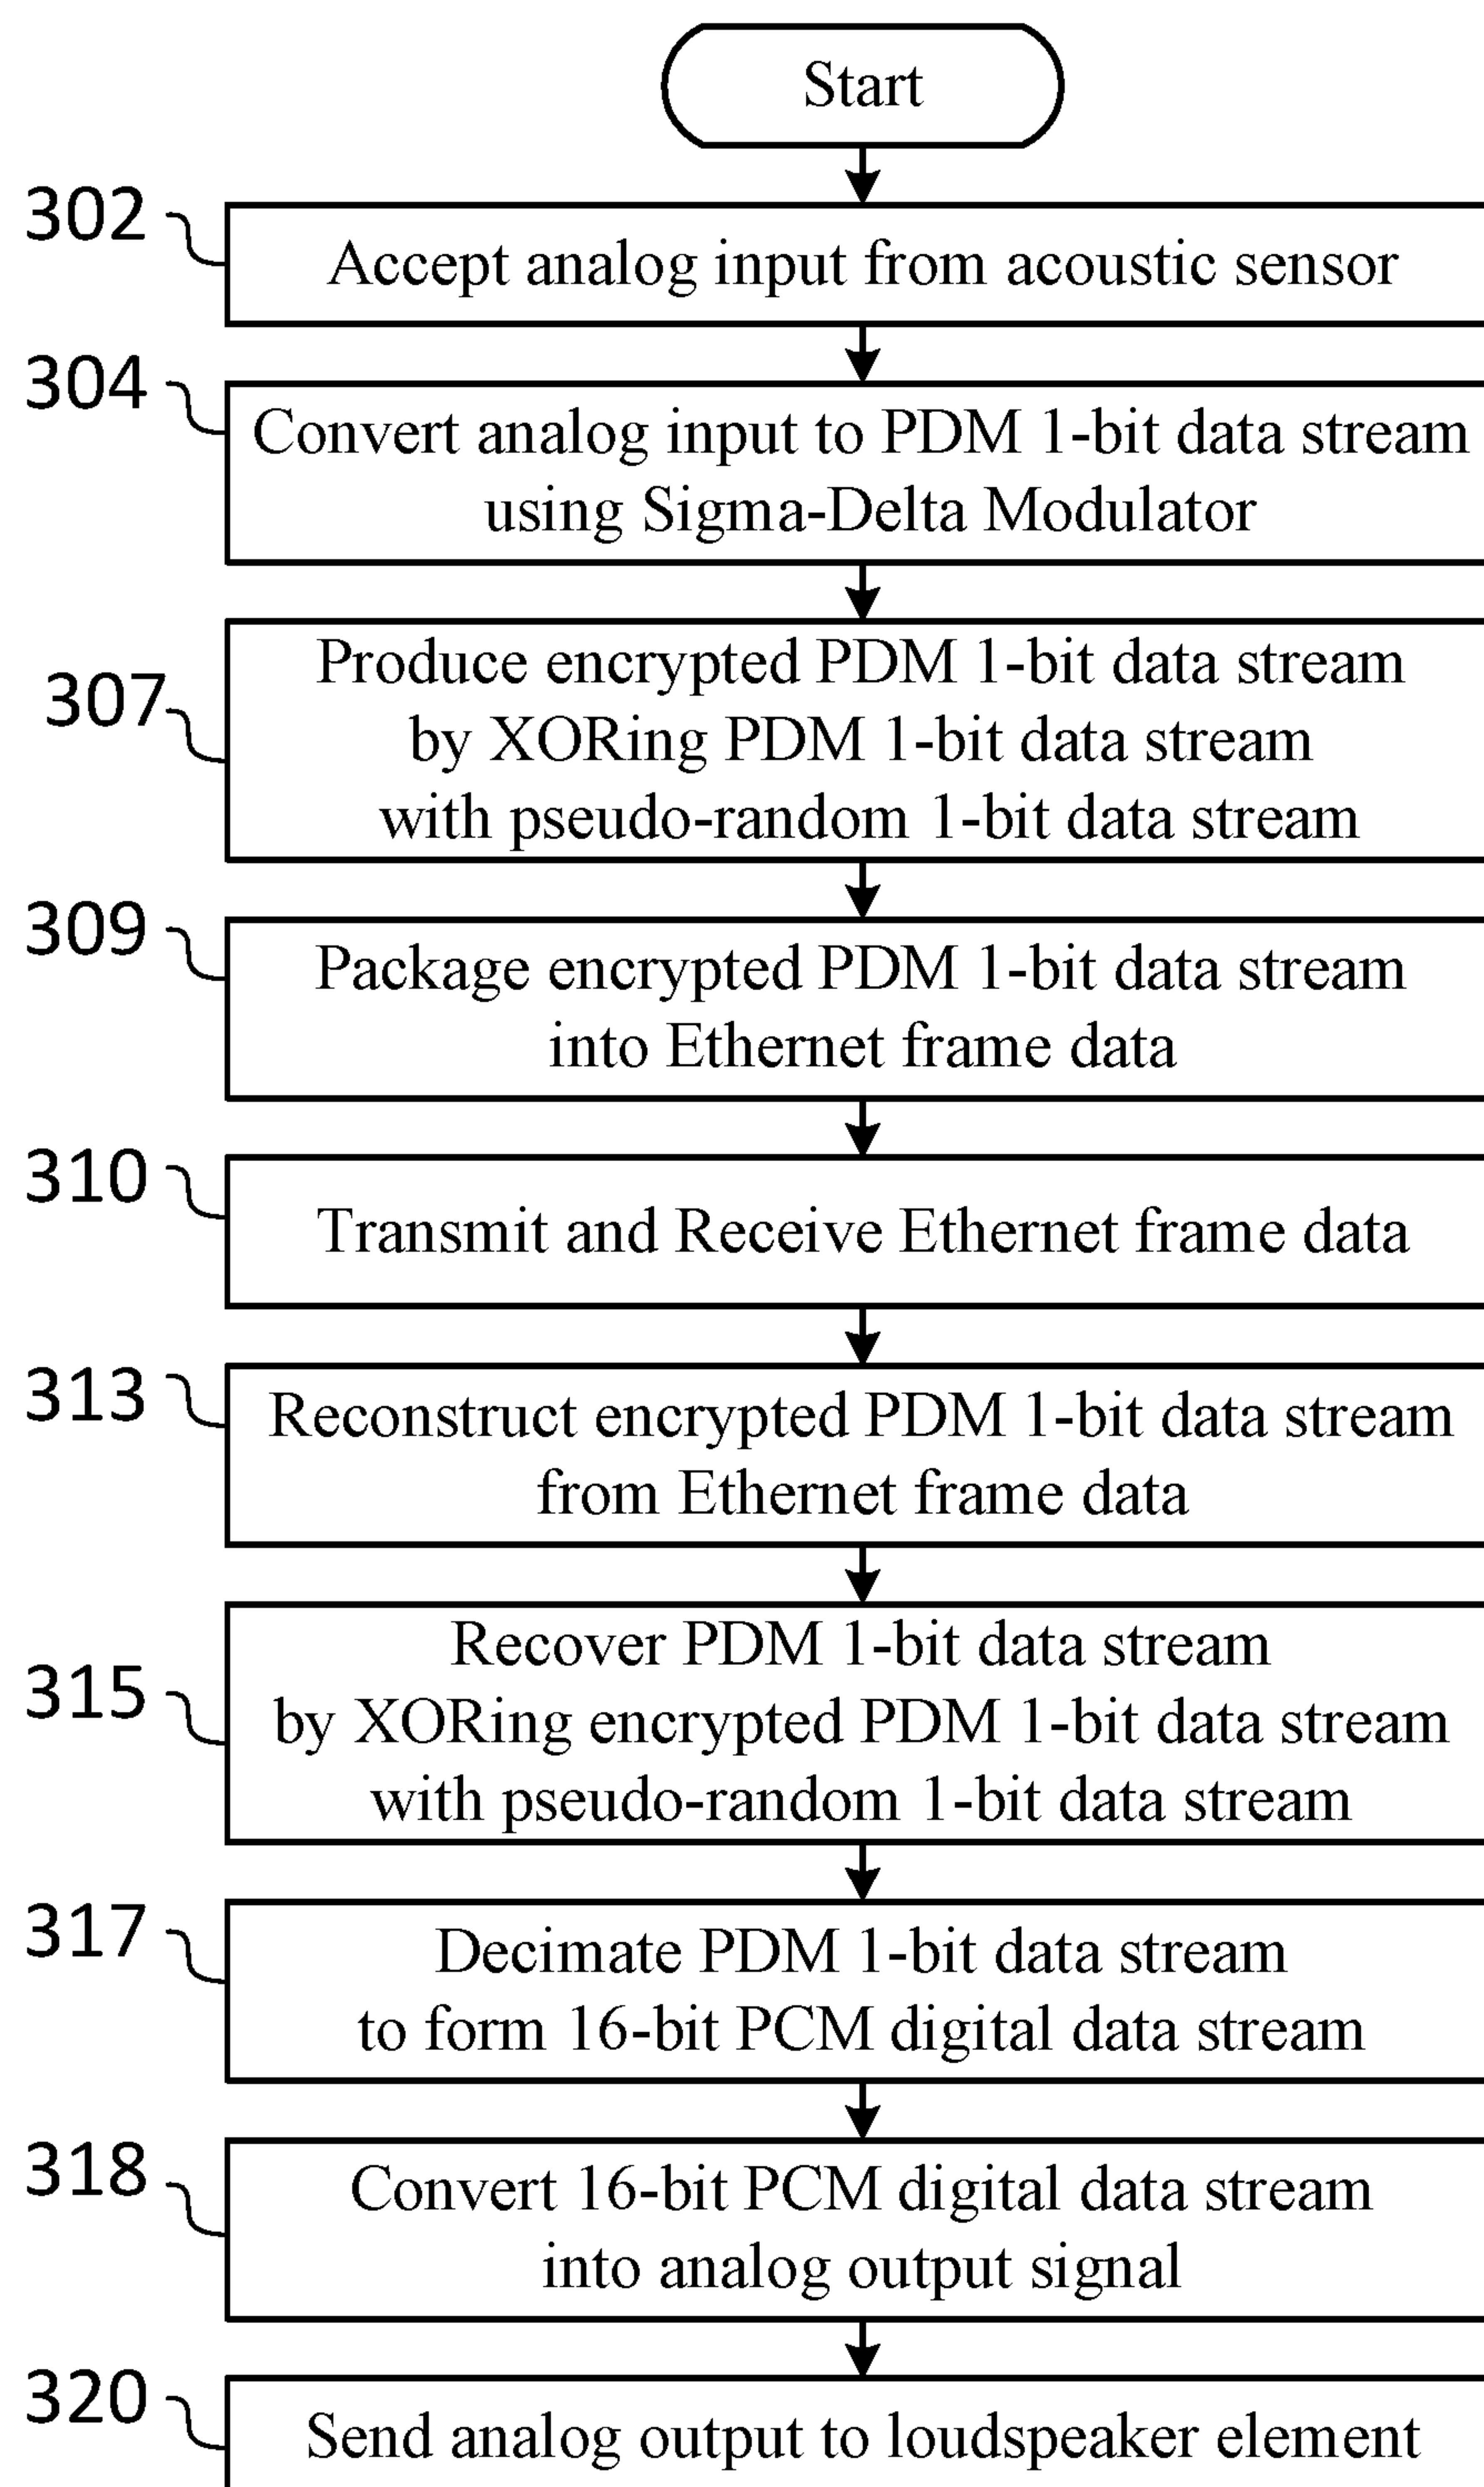 Start
302
Accept analog input from acoustic sensor
304
Convert analog input to PDM 1-bit data stream
using Sigma-Delta Modulator
307
Produce encrypted PDM 1-bit data stream
by XORing PDM 1-bit data stream
with pseudo-random 1-bit data stream
309
Package encrypted PDM 1-bit data stream
into Ethernet frame data
310
Transmit and Receive Ethernet frame data
313
Reconstruct encrypted PDM 1-bit data stream
from Ethernet frame data
315
Recover PDM 1-bit data stream
by XORing encrypted PDM 1-bit data stream
with pseudo-random 1-bit data stream
317
Decimate PDM 1-bit data stream
to form 16-bit PCM digital data stream
318
Convert 16-bit PCM digital data stream
into analog output signal
320
Send analog output to loudspeaker element